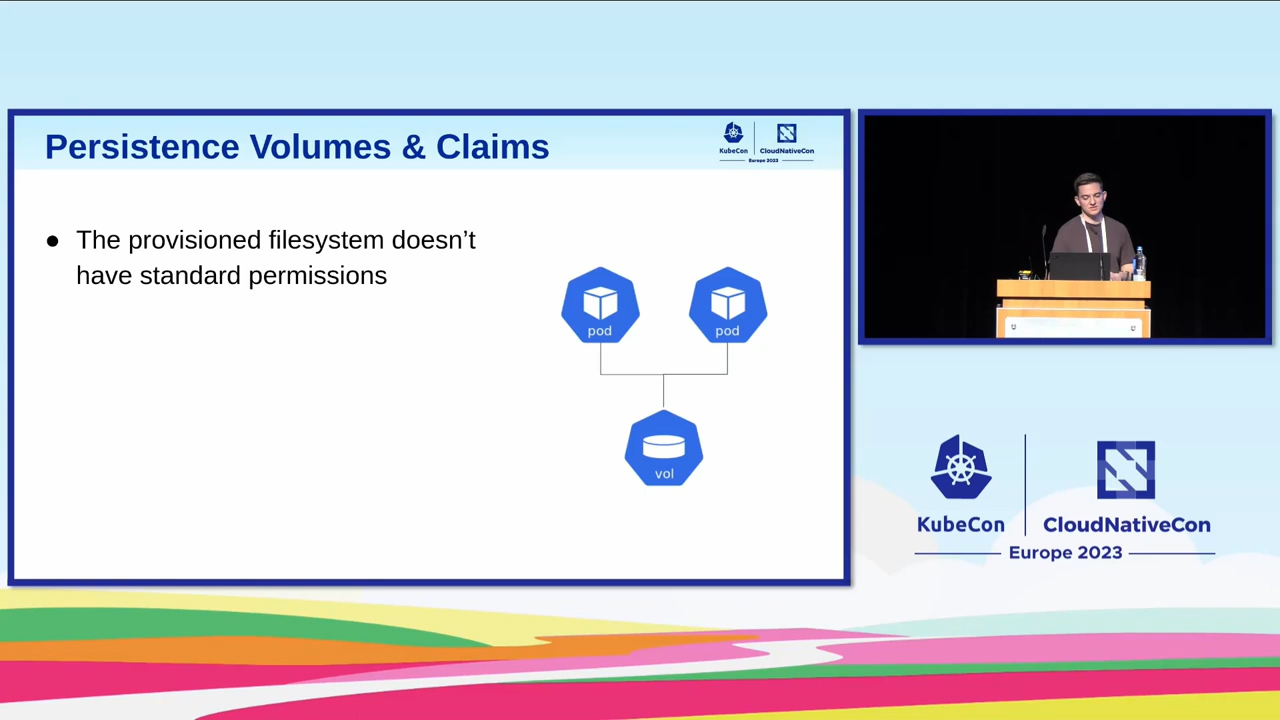 Persistence Volumes & Claims
KubeCon
CloudNativeCon
Europe 2023
● The provisioned filesystem doesn’t
have standard permissions
pod
pod
vol
KubeCon
CloudNativeCon
Europe 2023